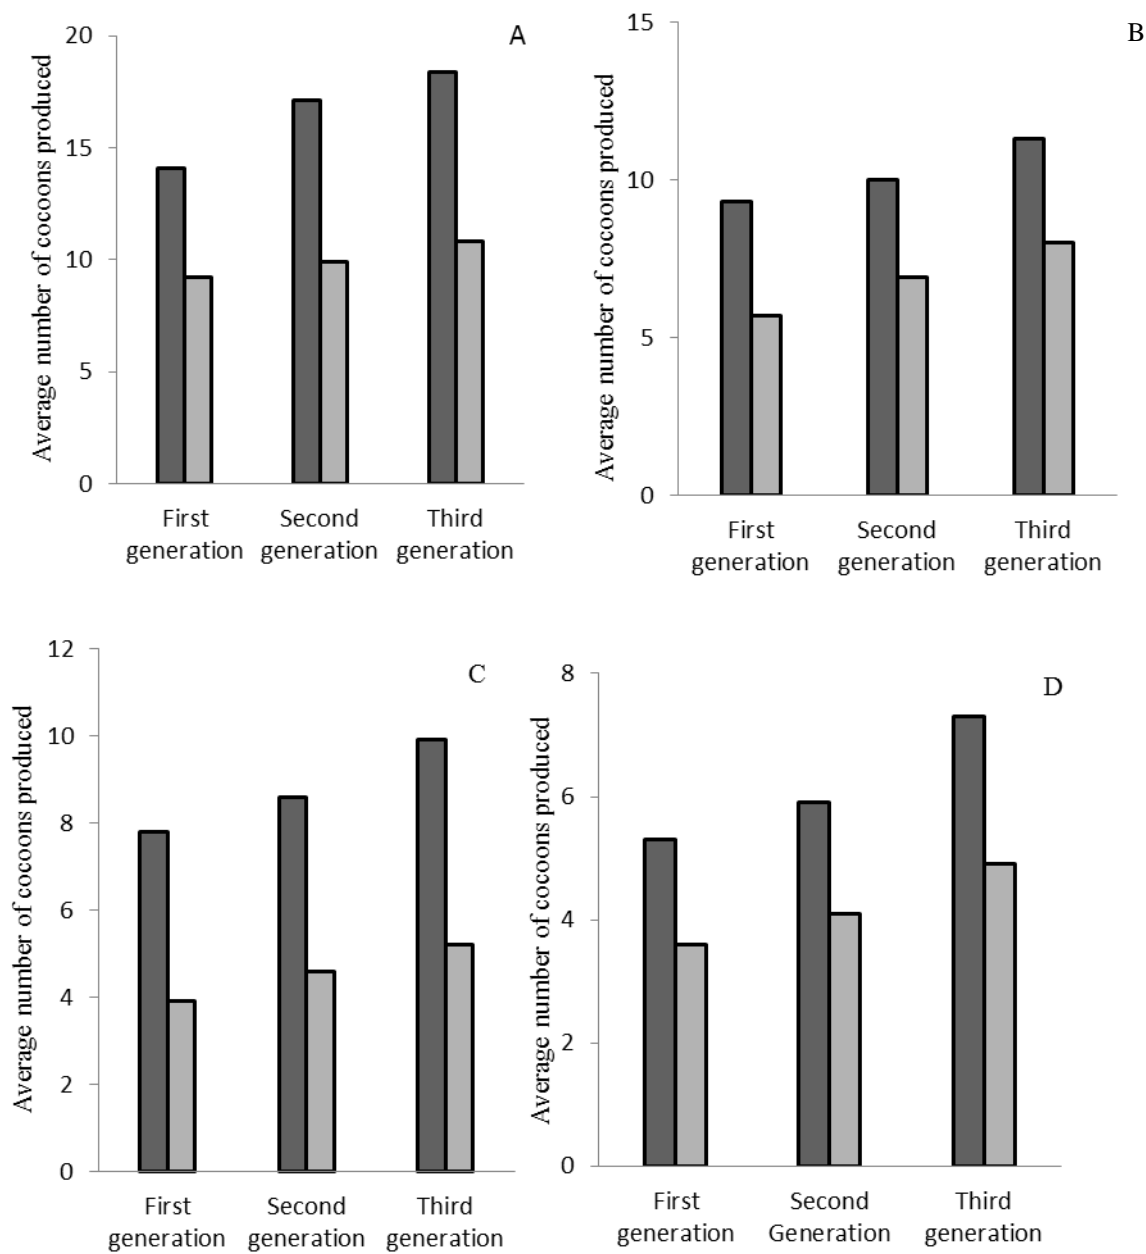 A
Average number of cocoons produced
20
15
10
5
0
First
generation
Second
generation
Third
generation
B
Average number of cocoons produced
15
10
5
0
First
generation
Second
generation
Third
generation
C
Average number of cocoons produced
12
10
8
6
4
2
0
First
generation
Second
generation
Third
generation
D
Average number of cocoons produced
8
6
4
2
0
First
generation
Second
Generation
Third
generation